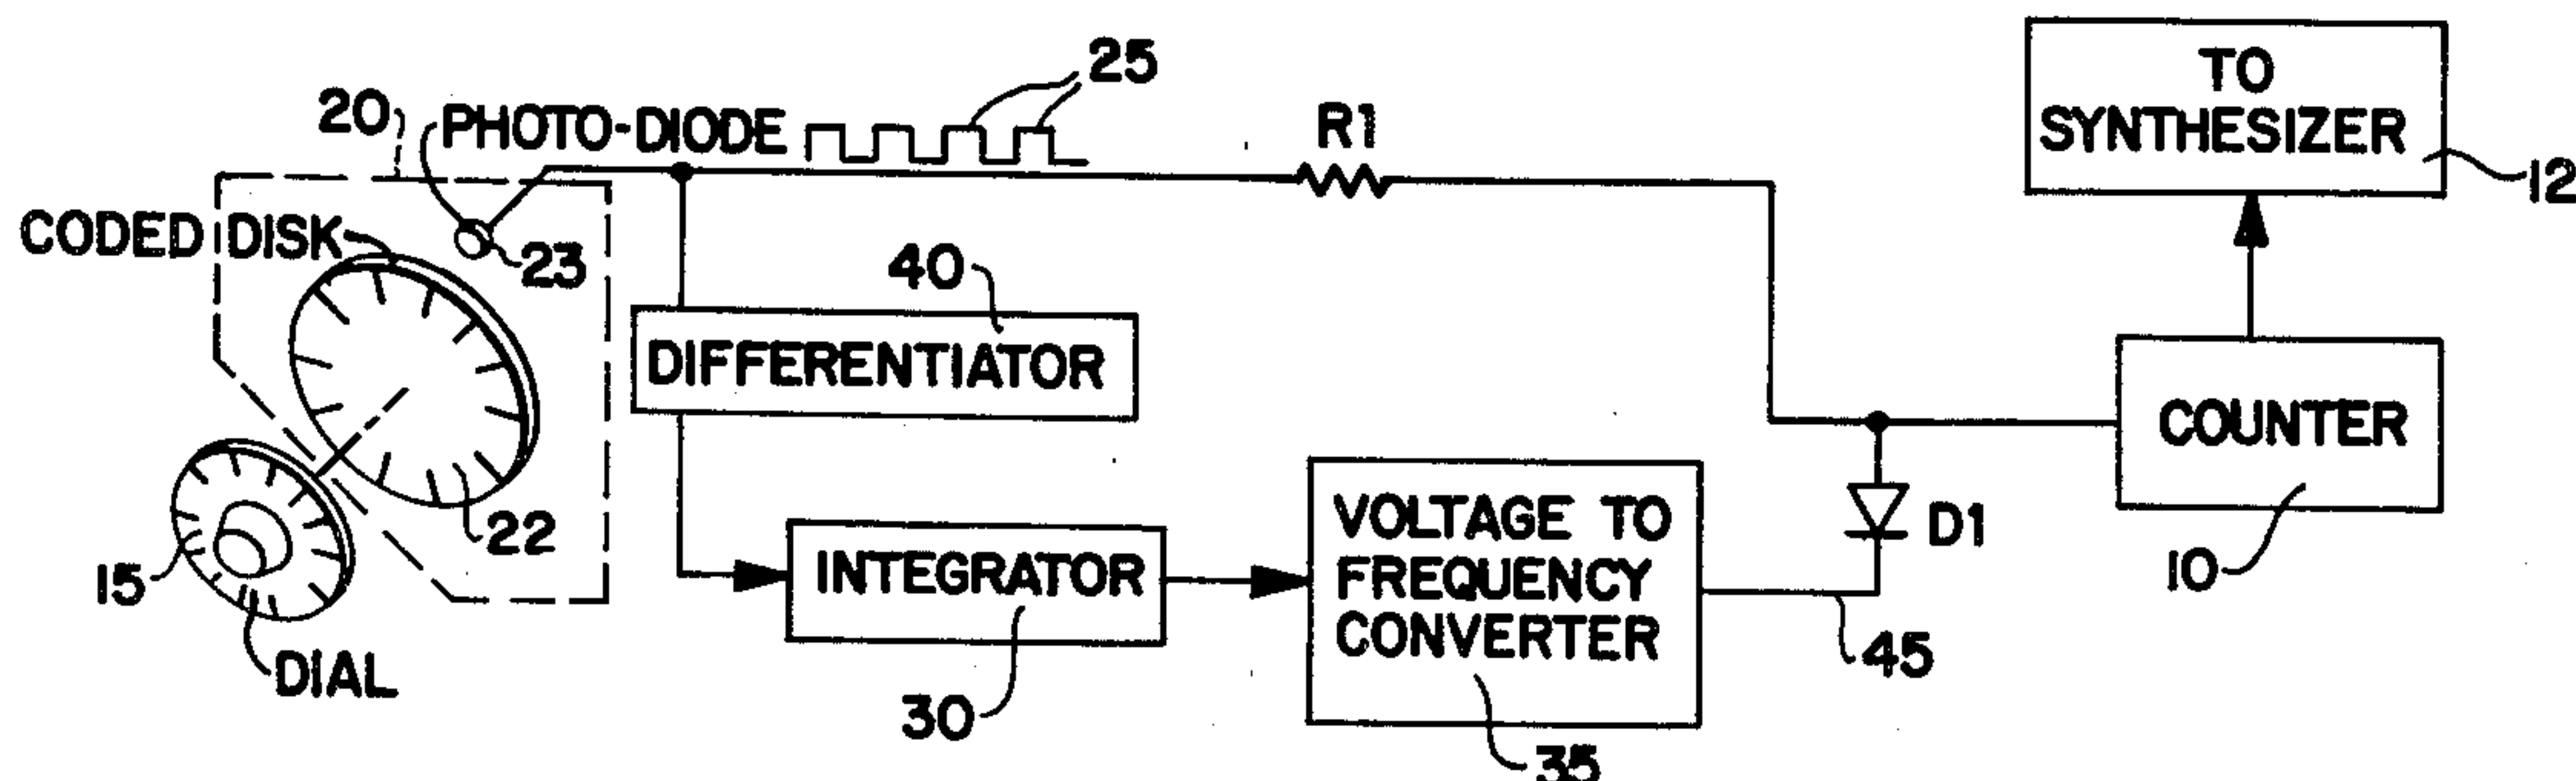 25
20
PHOTO-DIODE
R1
TO
SYNTHESIZER
12
CODED DISK
23
40
DIFFERENTIATOR
COUNTER
10
VOLTAGE TO
FREQUENCY
CONVERTER
D1
22
15
INTEGRATOR
DIAL
30
45
35